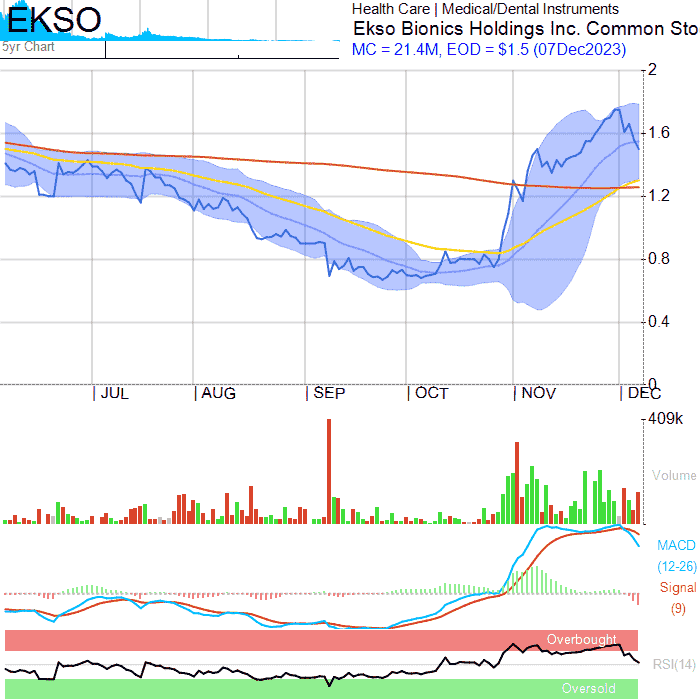 EKSO
5yr Chart
Health Care | Medical/Dental Instruments
Ekso Bionics Holdings Inc. Common Sto
MC = 21.4M, EOD = $1.5 (07Dec2023)
2
1.6
1.2
0.8
0.4
0
JUL AUG SEP OCT NOV DEC
409k
Volume
MACD
(12-26)
Signal
(9)
Overbought
RSI(14)
Oversold